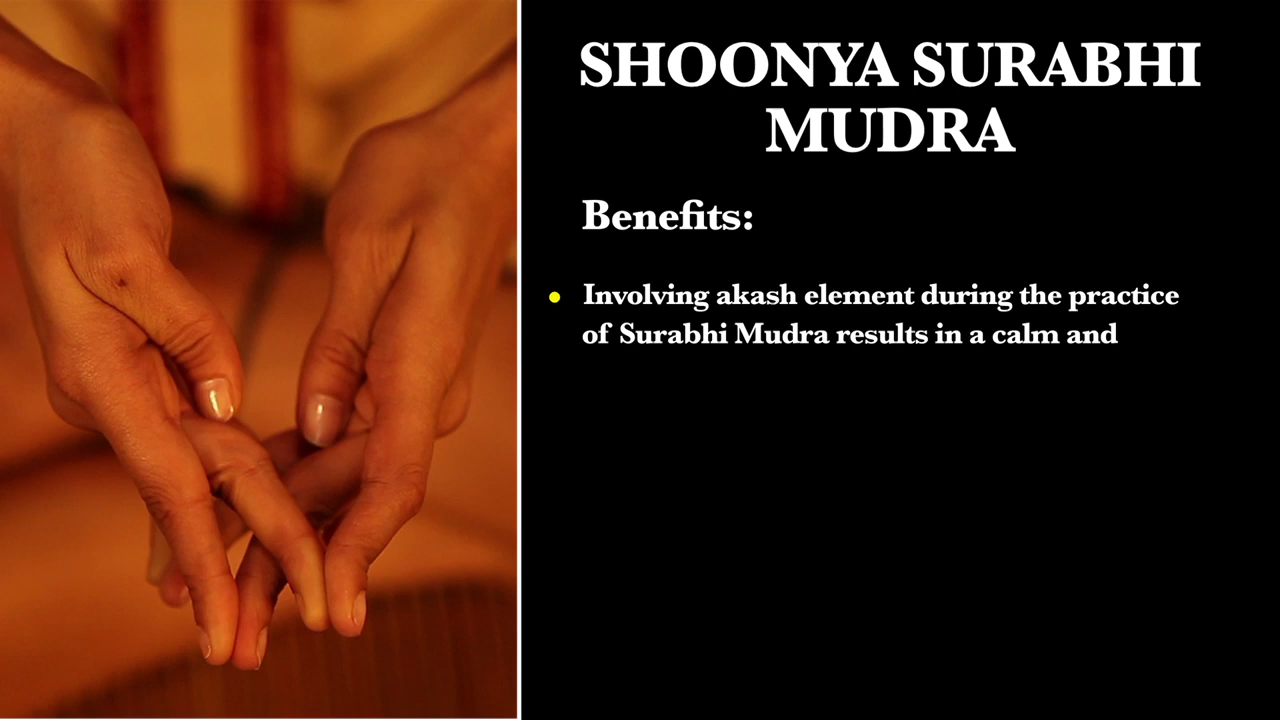 SHOONYA SURABHI
MUDRA
Benefits:
Involving akash element during the practice
of Surabhi Mudra results in a calm and